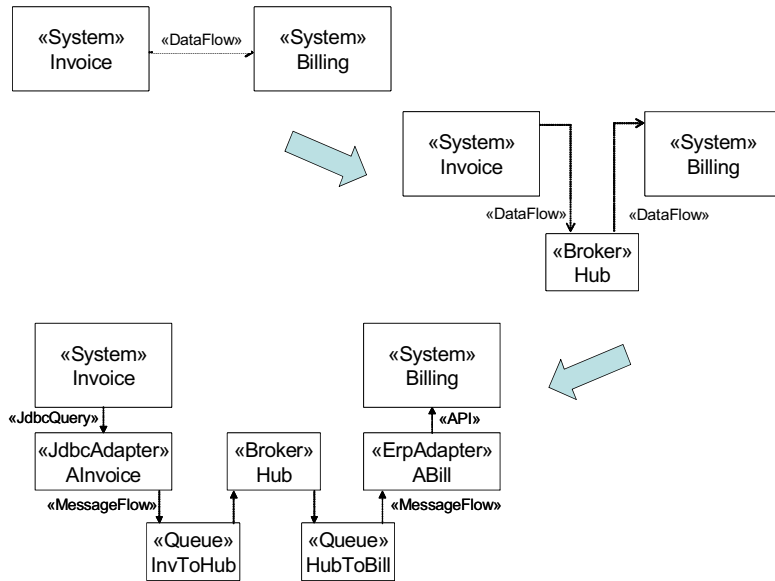 «System»
Invoice
«DataFlow»
«System»
Billing
«System»
Invoice
«System»
Billing
«DataFlow»
«DataFlow»
«Broker»
Hub
«System»
Invoice
«System»
Billing
«JdbcQuery»
«API»
«JdbcAdapter»
AInvoice
«Broker»
Hub
«ErpAdapter»
ABill
«MessageFlow»
«MessageFlow»
«Queue»
InvToHub
«Queue»
HubToBill